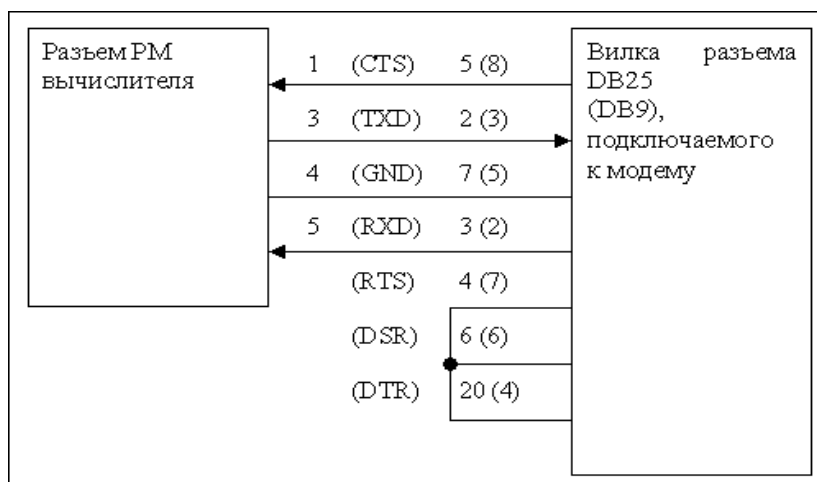 Разъем РМ
вычислителя
1 (CTS) 5 (8)
3 (TXD) 2 (3)
4 (GND) 7 (5)
5 (RXD) 3 (2)
(RTS) 4 (7)
(DSR) 6 (6)
(DTR) 20 (4)
Вилка разъема
DB25
(DB9),
подключаемого
к модему